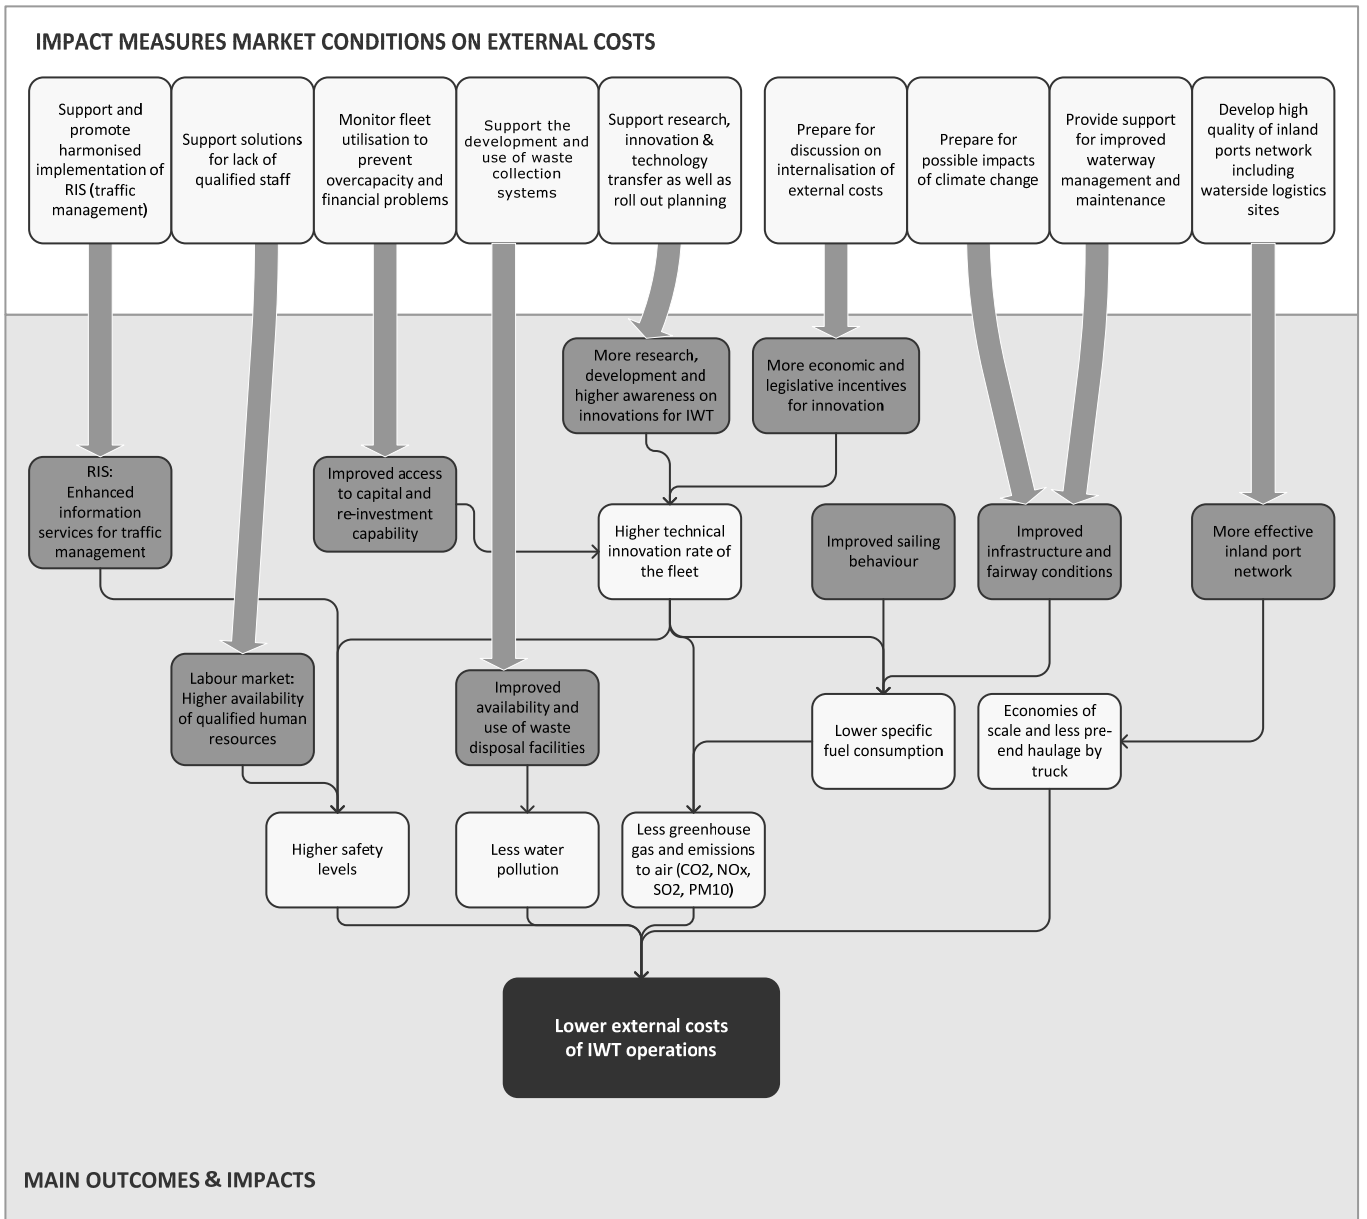 IMPACT MEASURES MARKET CONDITIONS ON EXTERNAL COSTS
Support and
promote
harmonised
implementation of
RIS (traffic
management)
Support solutions
for lack of
qualified staff
Monitor fleet
utilisation to
prevent
overcapacity and
financial problems
Support the
development and
use of waste
collection
systems
Support research,
innovation &
technology
transfer as well as
roll out planning
Prepare for
discussion on
internalisation of
external costs
Prepare for
possible impacts
of climate change
Provide support
for improved
waterway
management and
maintenance
Develop high
quality of inland
ports network
including
waterside logistics
sites
More research,
development and
higher awareness on
innovations for IWT
More economic and
legislative incentives
for innovation
RIS:
Enhanced
information
services for traffic
management
Improved access
to capital and
re-investment
capability
Higher technical
innovation rate of
the fleet
Improved sailing
behaviour
Improved
infrastructure and
fairway conditions
More effective
inland port
network
Labour market:
Higher availability
of qualified human
resources
Improved
availability and
use of waste
disposal facilities
Lower specific
fuel consumption
Economies of
scale and less pre-
end haulage by
truck
Higher safety
levels
Less water
pollution
Less greenhouse
gas and emissions
to air (CO2, NOx,
SO2, PM10)
Lower external costs
of IWT operations
MAIN OUTCOMES & IMPACTS